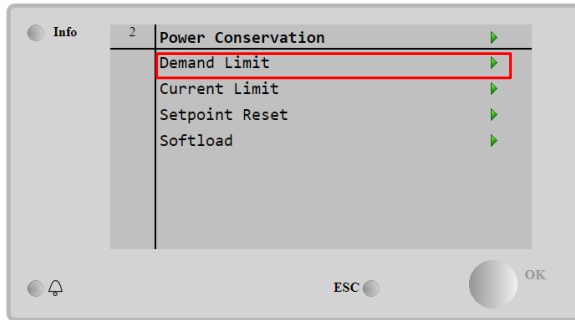 Info
2 Power Conservation
Demand Limit
Current Limit
Setpoint Reset
Softload
ESC
OK